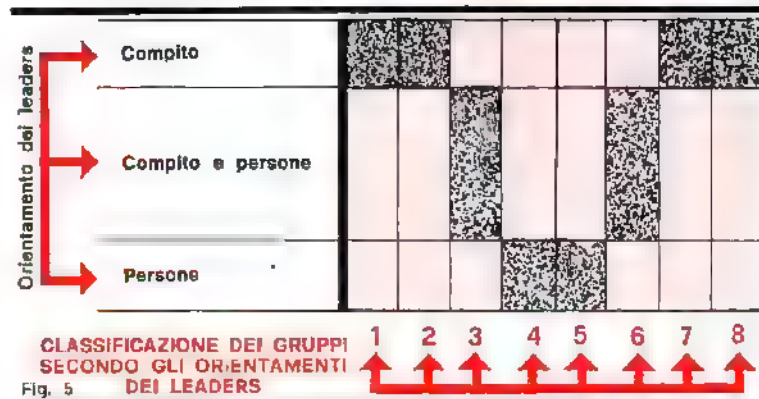 Orientamento dei leaders
Compito
Compito e persone
Persone
1 2 3 4 5 6 7 8
CLASSIFICAZIONE DEI GRUPPI
SECONDO GLI ORIENTAMENTI
DEI LEADERS
Fig. 5